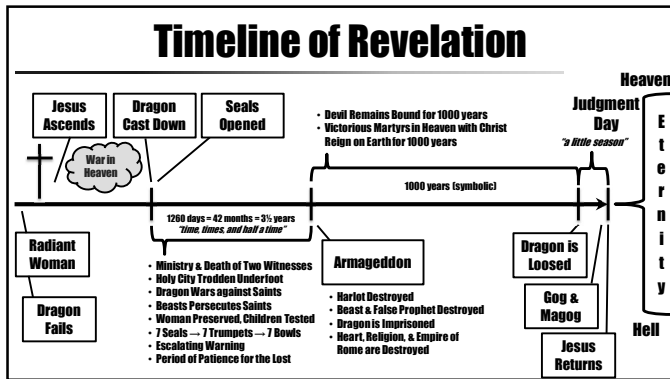 Timeline of Revelation
Heaven
Jesus
Ascends
Dragon
Cast Down
Seals
Opened
Judgment
Day
"a little season"
• Devil Remains Bound for 1000 years
• Victorious Martyrs in Heaven with Christ
Reign on Earth for 1000 years
War in
Heaven
1000 years (symbolic)
Eternity
1260 days = 42 months = 3½ years
"time, times, and half a time"
Radiant
Woman
Dragon
Fails
• Ministry & Death of Two Witnesses
• Holy City Trodden Underfoot
• Dragon Wars against Saints
• Beasts Persecutes Saints
• Woman Preserved, Children Tested
• 7 Seals → 7 Trumpets → 7 Bowls
• Escalating Warning
• Period of Patience for the Lost
Armageddon
• Harlot Destroyed
• Beast & False Prophet Destroyed
• Dragon is Imprisoned
• Heart, Religion, & Empire of
Rome are Destroyed
Dragon is
Loosed
Gog &
Magog
Jesus
Returns
Hell